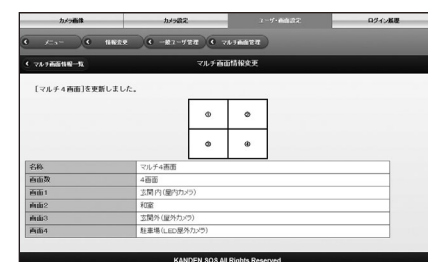 カメラ画像 カメラ設定 ユーザ・画面設定 ログイン履歴
メニュー 情報変更 一般ユーザ管理 マルチ画面管理
マルチ画面情報一覧 マルチ画面情報変更
[マルチ4画面]を更新しました。
① ②
③ ④
名称 マルチ4画面
画面数 4画面
画面1 玄関内(屋内カメラ)
画面2 和室
画面3 玄関外(屋外カメラ)
画面4 駐車場(LED屋外カメラ)
KANDEN SOS All Rights Reserved